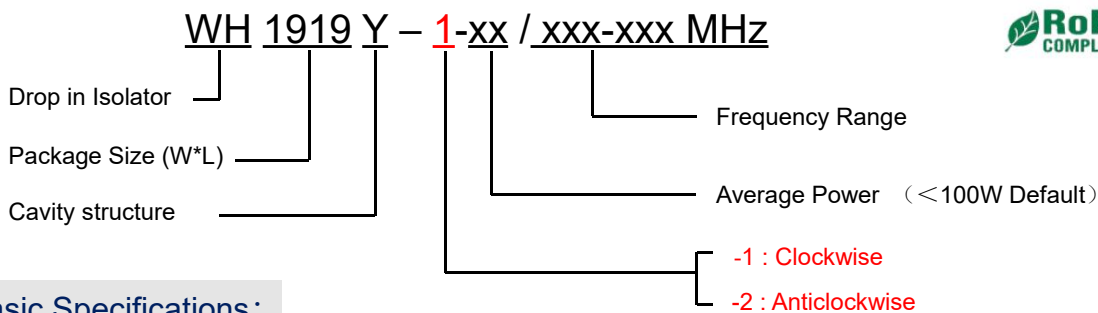 WH 1919 Y – 1-xx / xxx-xxx MHz
COMPL
Drop in Isolator
Package Size (W*L)
Cavity structure
Frequency Range
Average Power （＜100W Default）
-1 : Clockwise
-2 : Anticlockwise
Specifications：